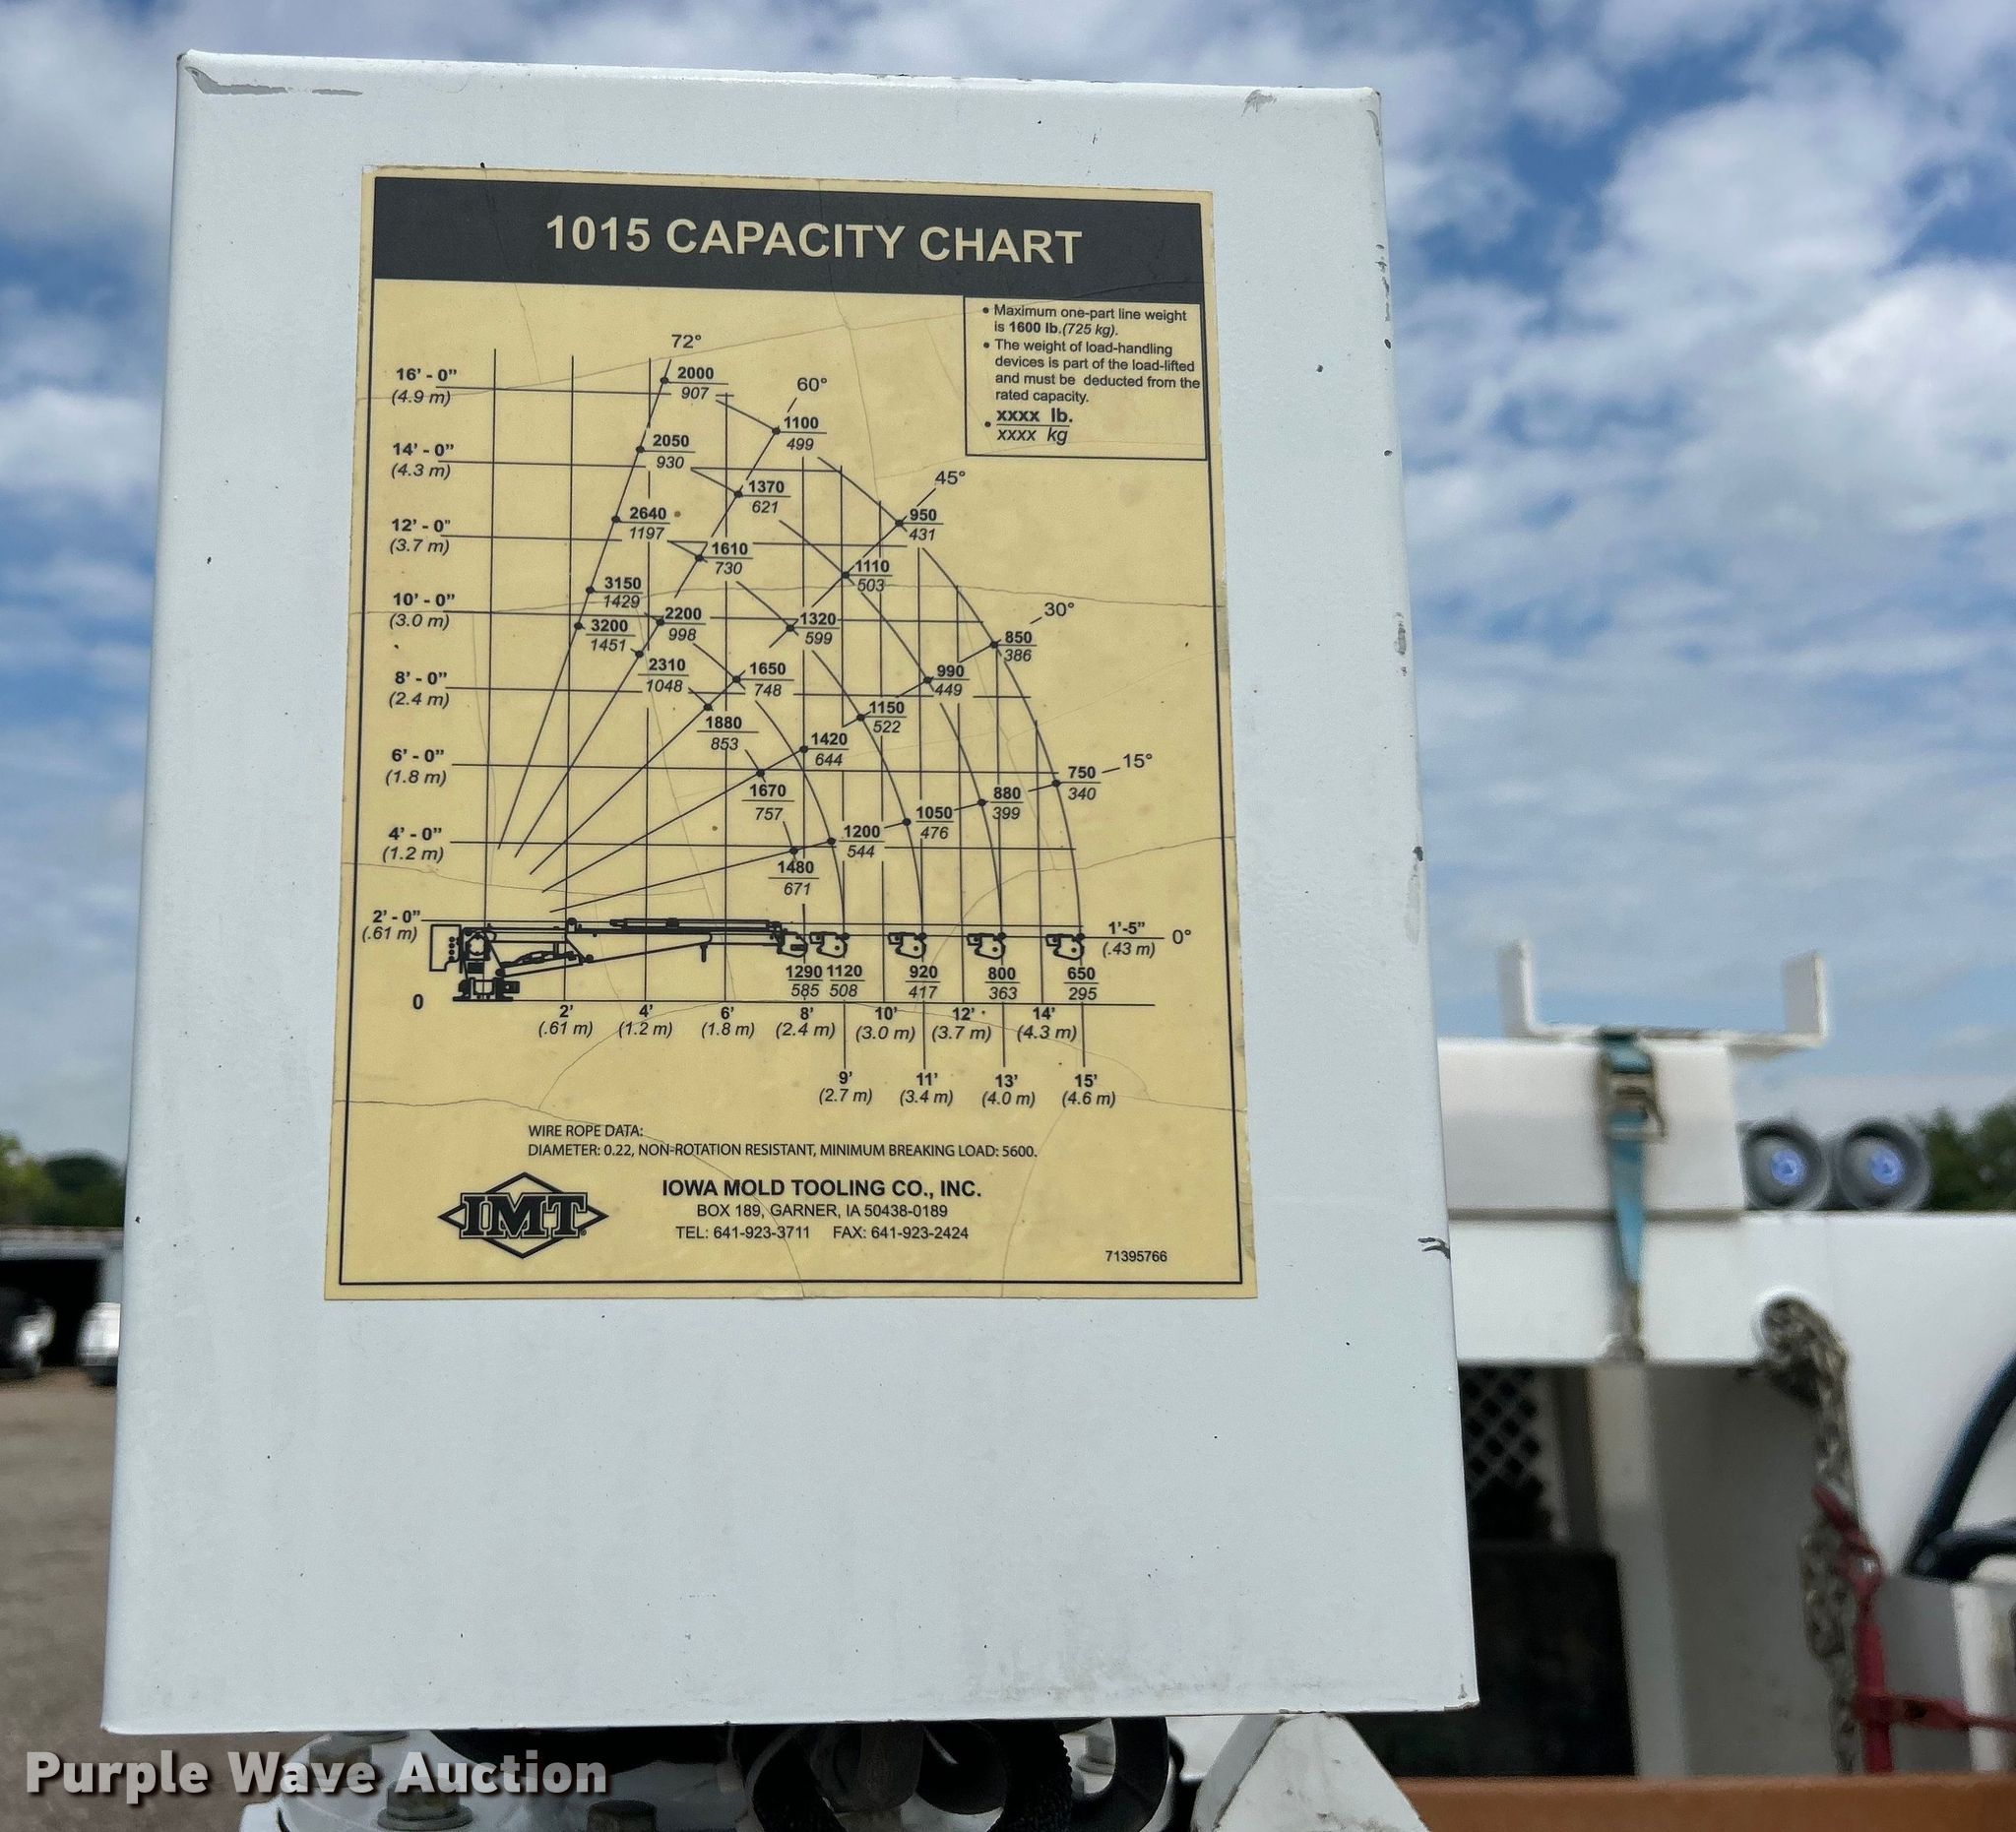 1015 CAPACITY CHART
• Maximum one-part line weight
is 1600 lb.(725 kg).
• The weight of load-handling
devices is part of the load-lifted
and must be deducted from the
rated capacity.
• xxxx lb.
xxxx kg
72°
60°
45°
30°
15°
0°
16' - 0"
(4.9 m)
14' - 0"
(4.3 m)
12' - 0"
(3.7 m)
10' - 0"
(3.0 m)
8' - 0"
(2.4 m)
6' - 0"
(1.8 m)
4' - 0"
(1.2 m)
2' - 0"
(.61 m)
0
2000
907
2050
930
2640
1197
3150
1429
3200
1451
1100
499
1370
621
1610
730
2200
998
2310
1048
950
431
1110
503
1320
599
1650
748
1880
853
850
386
990
449
1150
522
1420
644
1670
757
750
340
880
399
1050
476
1200
544
1480
671
1'-5"
(.43 m)
1290 1120 920 800 650
585 508 417 363 295
2' 4' 6' 8' 10' 12' 14'
(.61 m) (1.2 m) (1.8 m) (2.4 m) (3.0 m) (3.7 m) (4.3 m)
9' 11' 13' 15'
(2.7 m) (3.4 m) (4.0 m) (4.6 m)
WIRE ROPE DATA:
DIAMETER: 0.22, NON-ROTATION RESISTANT, MINIMUM BREAKING LOAD: 5600.
IMT
IOWA MOLD TOOLING CO., INC.
BOX 189, GARNER, IA 50438-0189
TEL: 641-923-3711 FAX: 641-923-2424
71395766
Purple Wave Auction